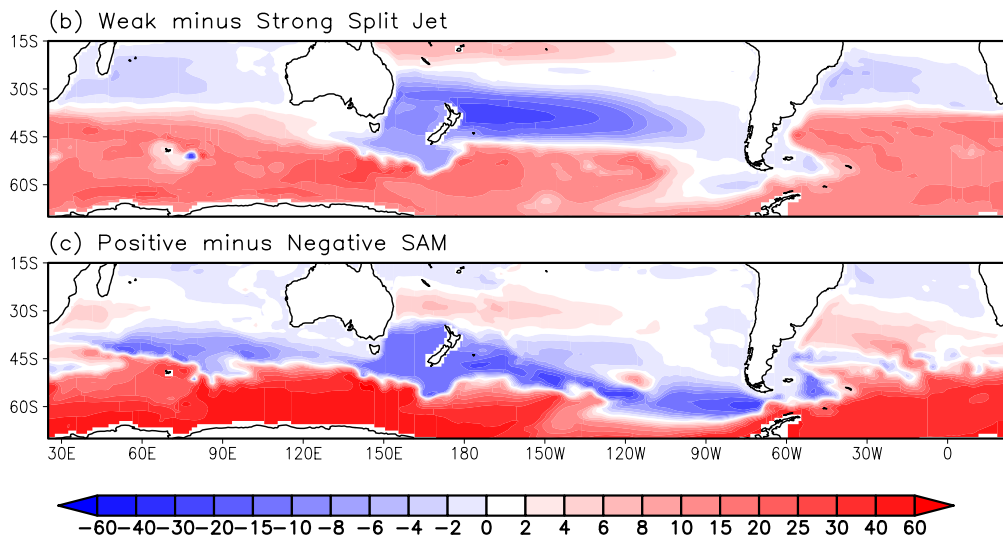 (b) Weak minus Strong Split Jet
15S
30S
45S
60S
(c) Positive minus Negative SAM
15S
30S
45S
60S
30E 60E 90E 120E 150E 180 150W 120W 90W 60W 30W 0
-60 -40 -30 -20 -15 -10 -8 -6 -4 -2 0 2 4 6 8 10 15 20 25 30 40 60